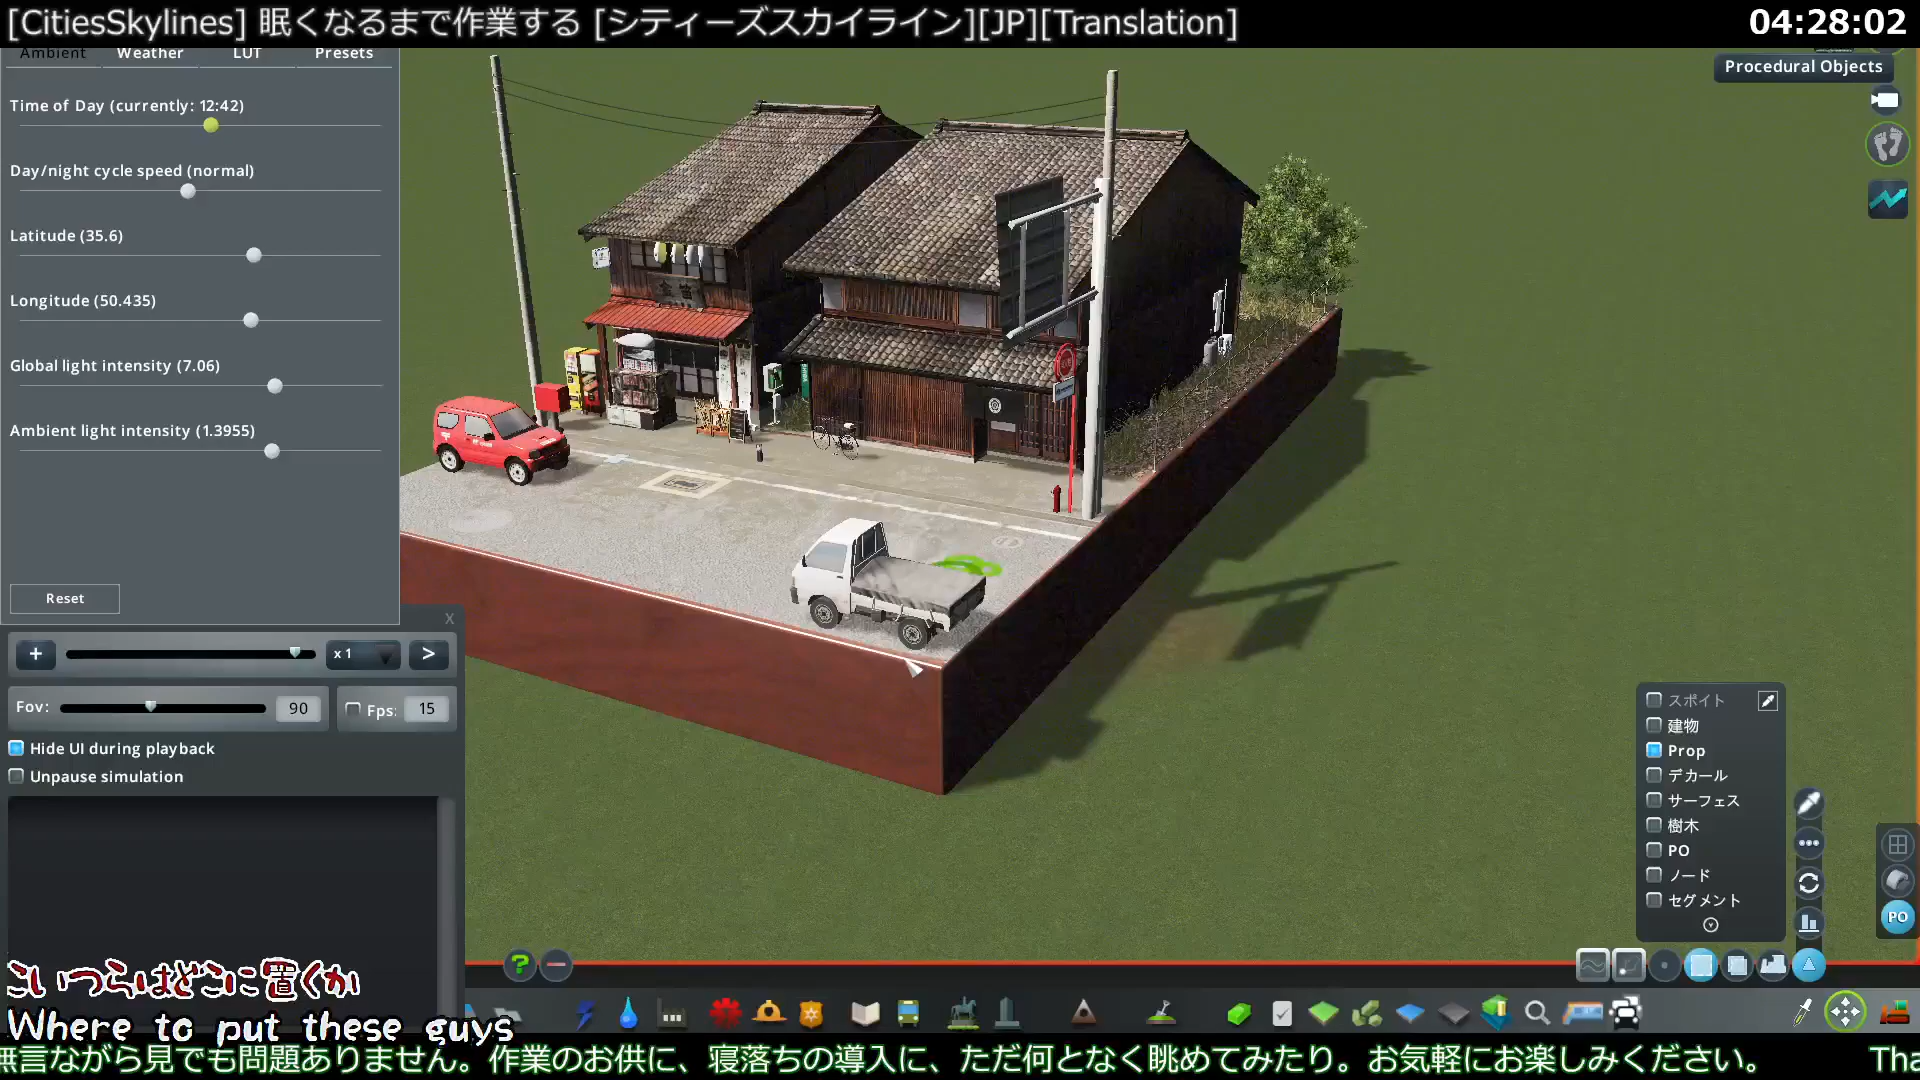 [CitiesSkylines] 眠くなるまで作業する [シティーズスカイライン][JP][Translation]
04:28:02
Ambient Weather LUT Presets
Procedural Objects
Time of Day (currently: 12:42)
Day/night cycle speed (normal)
Latitude (35.6)
Longitude (50.435)
Global light intensity (7.06)
Ambient light intensity (1.3955)
Reset
X
+ x 1 >
Fov: 90 Fps: 15
Hide UI during playback
Unpause simulation
スポイト
建物
Prop
デカール
サーフェス
樹木
PO
ノード
セグメント
PO
こいつらはどこに置くか
Where to put these guys
無言ながら見でも問題ありません。作業のお供に、寝落ちの導入に、ただ何となく眺めてみたり。お気軽にお楽しみください。 Tha